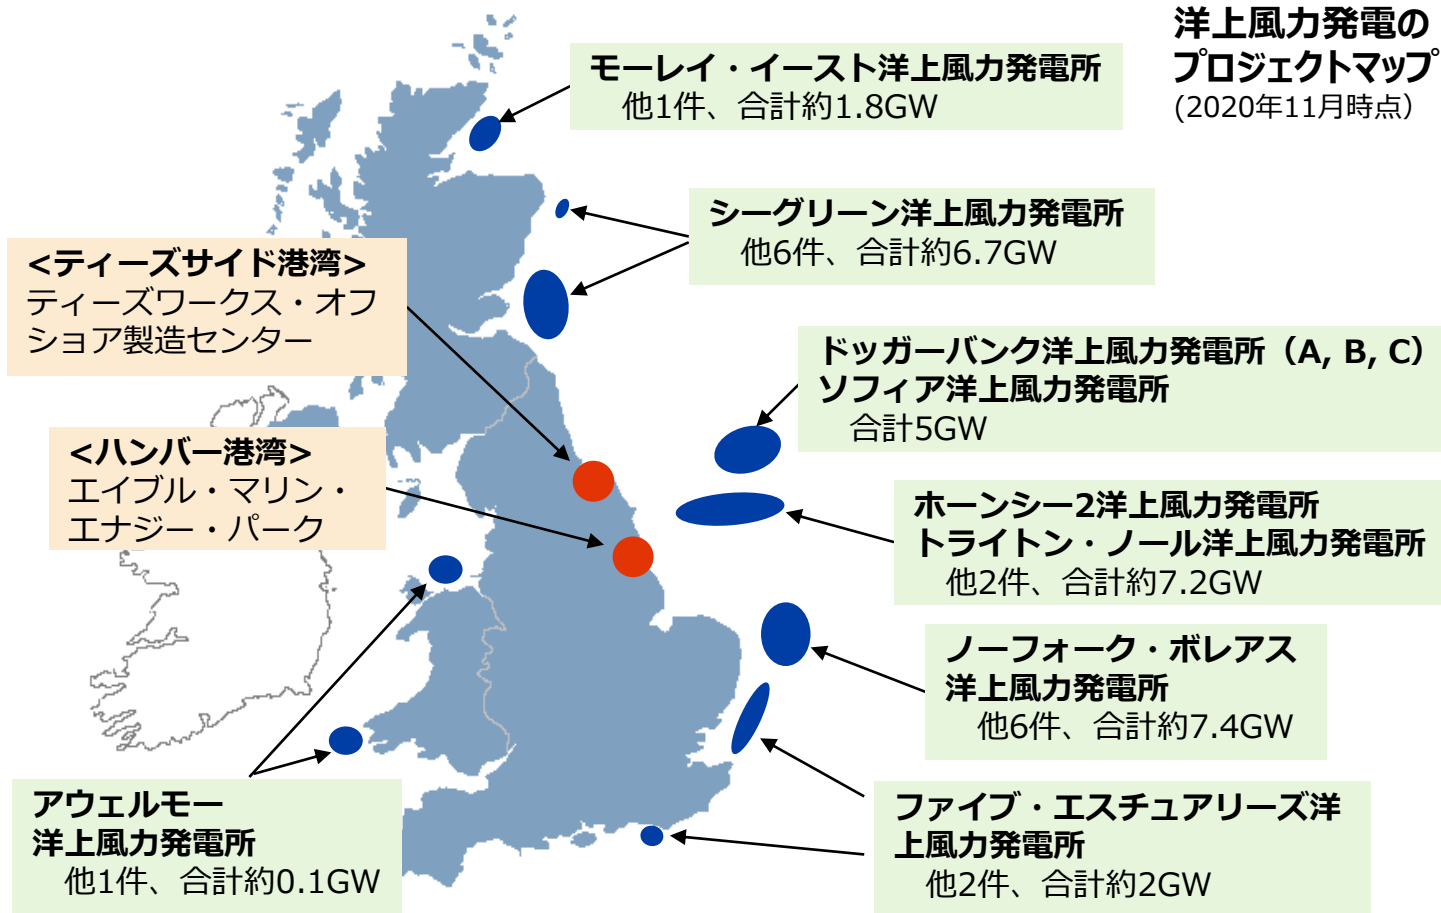 洋上風力発電の
プロジェクトマップ
(2020年11月時点）
モーレイ・イースト洋上風力発電所
他1件、合計約1.8GW
シーグリーン洋上風力発電所
他6件、合計約6.7GW
<ティーズサイド港湾>
ティーズワークス・オフ
ショア製造センター
ドッガーバンク洋上風力発電所（A, B, C）
ソフィア洋上風力発電所
合計5GW
<ハンバー港湾>
エイブル・マリン・
エナジー・パーク
ホーンシー2洋上風力発電所
トライトン・ノール洋上風力発電所
他2件、合計約7.2GW
ノーフォーク・ボレアス
洋上風力発電所
他6件、合計約7.4GW
アウェルモー
洋上風力発電所
他1件、合計約0.1GW
ファイブ・エスチュアリーズ洋
上風力発電所
他2件、合計約2GW